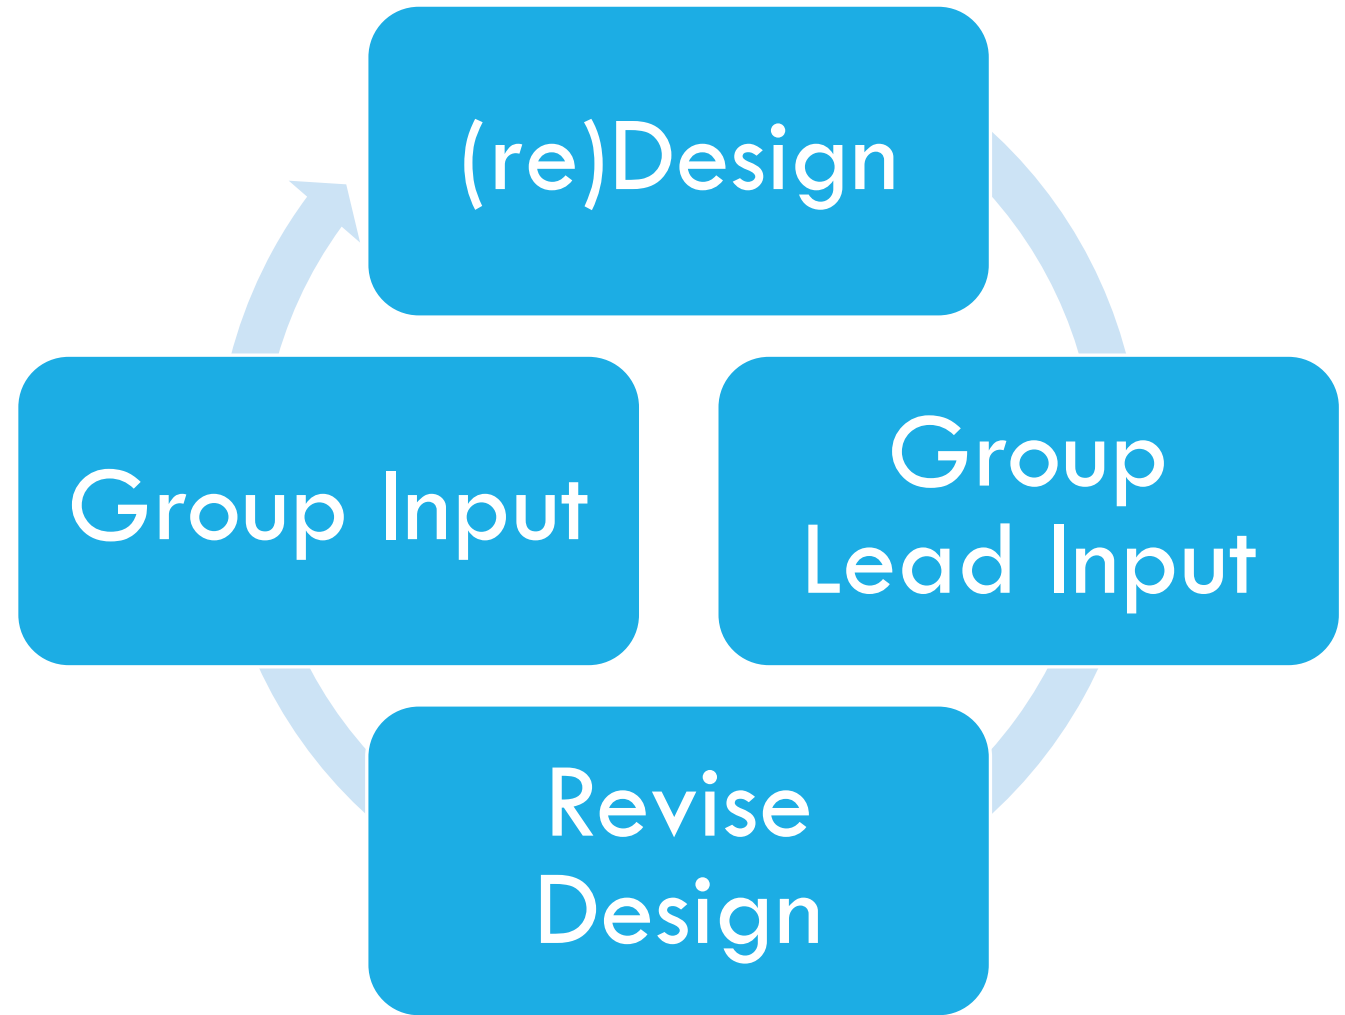 (re)Design
Group
Lead Input
Revise
Design
Group Input